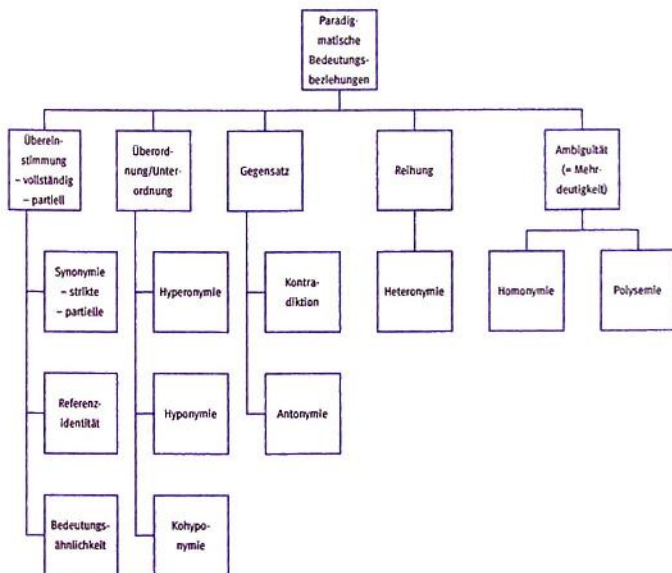 Paradig-
matische
Bedeutungs-
beziehungen
Überein-
stimmung
– vollständig
– partiell
Überord-
nung/Unter-
ordnung
Gegensatz
Reihung
Ambiguität
(= Mehr-
deutigkeit)
Synonymie
– strikte
– partielle
Hyperonymie
Kontra-
diktion
Heteronymie
Homonymie
Polysemie
Referenz-
identität
Hyponymie
Antonymie
Bedeutungs-
ähnlichkeit
Kohypo-
nymie